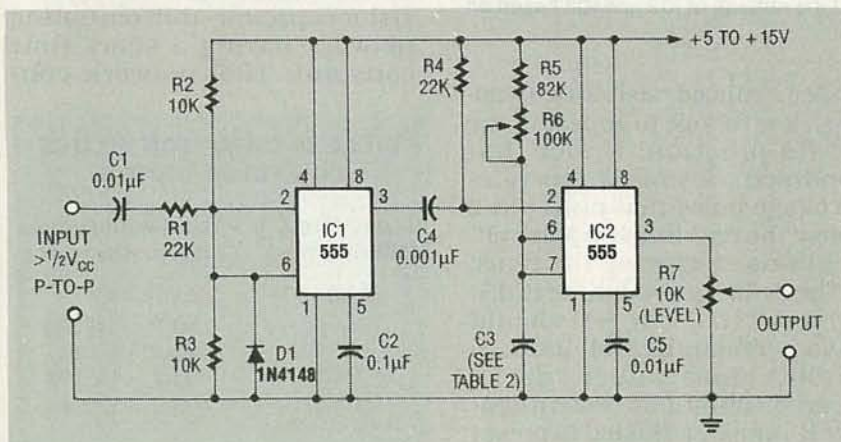 +5 TO +15V
R2
10K
R4
22K
R5
82K
R6
100K
C1
0.01µF
R1
22K
INPUT
>1/2VCC
P-TO-P
4
8
2
3
6
1
5
IC1
555
C4
0.001µF
4
8
2
6
7
3
1
5
IC2
555
R7
10K
(LEVEL)
OUTPUT
R3
10K
D1
1N4148
C2
0.1µF
C3
(SEE
TABLE 2)
C5
0.01µF